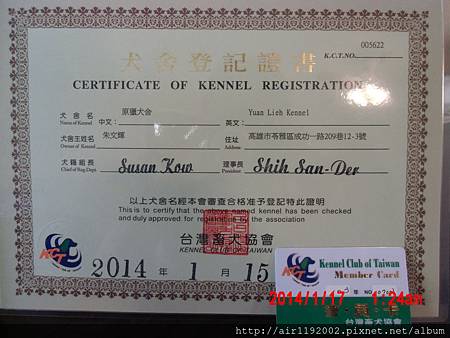 005622
K.C.T.NO.
犬舍登記證書
CERTIFICATE OF KENNEL REGISTRATION
犬舍名 中文: 原獵犬舍 英文: Yuan Lieh Kennel
Name of Kennel
犬舍主姓名 朱文輝 住址 高雄市苓雅區成功一路209巷12-3號
Owner of Kennel Address
犬籍組長 Susan Kow 理事長 Shih San-Der
Chief of Reg.Dept. President
以上犬舍名經本會審查合格准予登記特此證明
This is to certify that the above named kennel has been checked
and duly approved for registration by the association
台灣畜犬協會
KENNEL CLUB OF TAIWAN
KCT
2014 1 15
KCT
Kennel Club of Taiwan
Member Card
NO.
會員卡
台灣畜犬協會
2014/1/17 1:24am
http://air1192002.pixnet.net/album